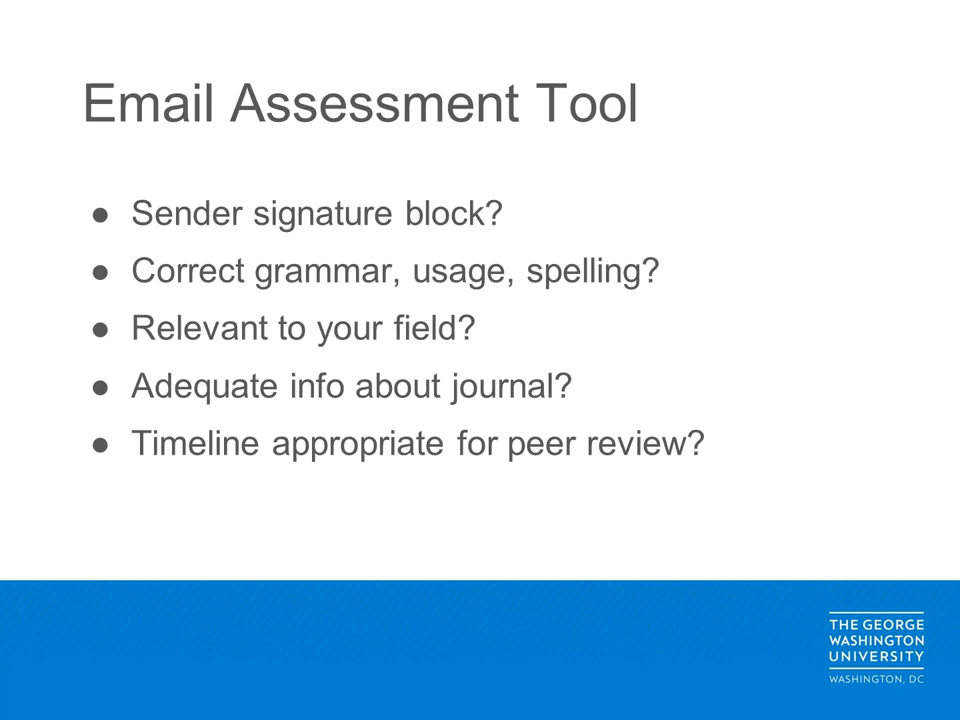 Email Assessment Tool
● Sender signature block?
● Correct grammar, usage, spelling?
● Relevant to your field?
● Adequate info about journal?
● Timeline appropriate for peer review?
THE GEORGE
WASHINGTON
UNIVERSITY
WASHINGTON, DC